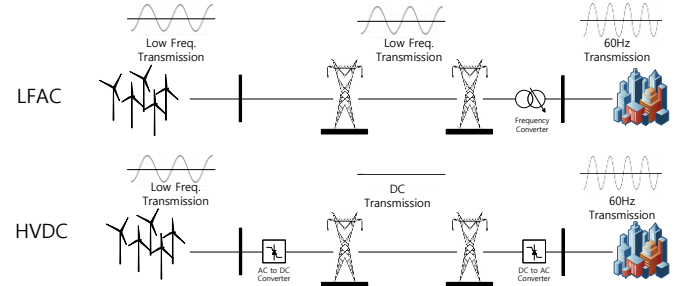 Low Freq.
Transmission
Low Freq.
Transmission
60Hz
Transmission
LFAC
Frequency
Converter
Low Freq.
Transmission
DC
Transmission
60Hz
Transmission
HVDC
AC to DC
Converter
DC to AC
Converter